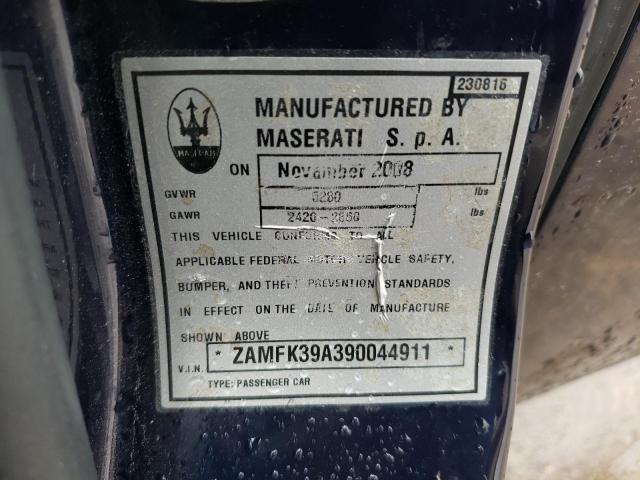 230816
MANUFACTURED BY
MASERATI S. p A.
MASERATI
ON November 2008
GVWR 5280 lbs
GAWR 2420-2860 lbs
THIS VEHICLE CONFORMS TO ALL
APPLICABLE FEDERAL MOTOR VEHICLE SAFETY,
BUMPER, AND THEFT PREVENTION STANDARDS
IN EFFECT ON THE DATE OF MANUFACTURE
SHOWN ABOVE
V.I.N. * ZAMFK39A390044911 *
TYPE: PASSENGER CAR